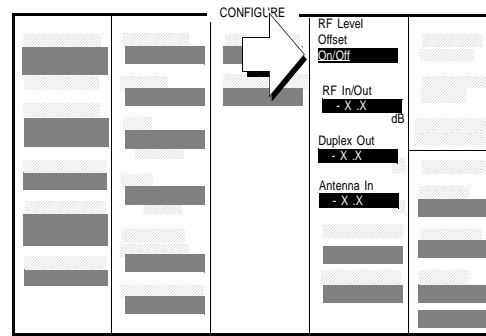 CONFIGURE
RF Level
Offset
On/Off
RF In/Out
- X .X
dB
Duplex Out
- X .X
Antenna In
- X .X